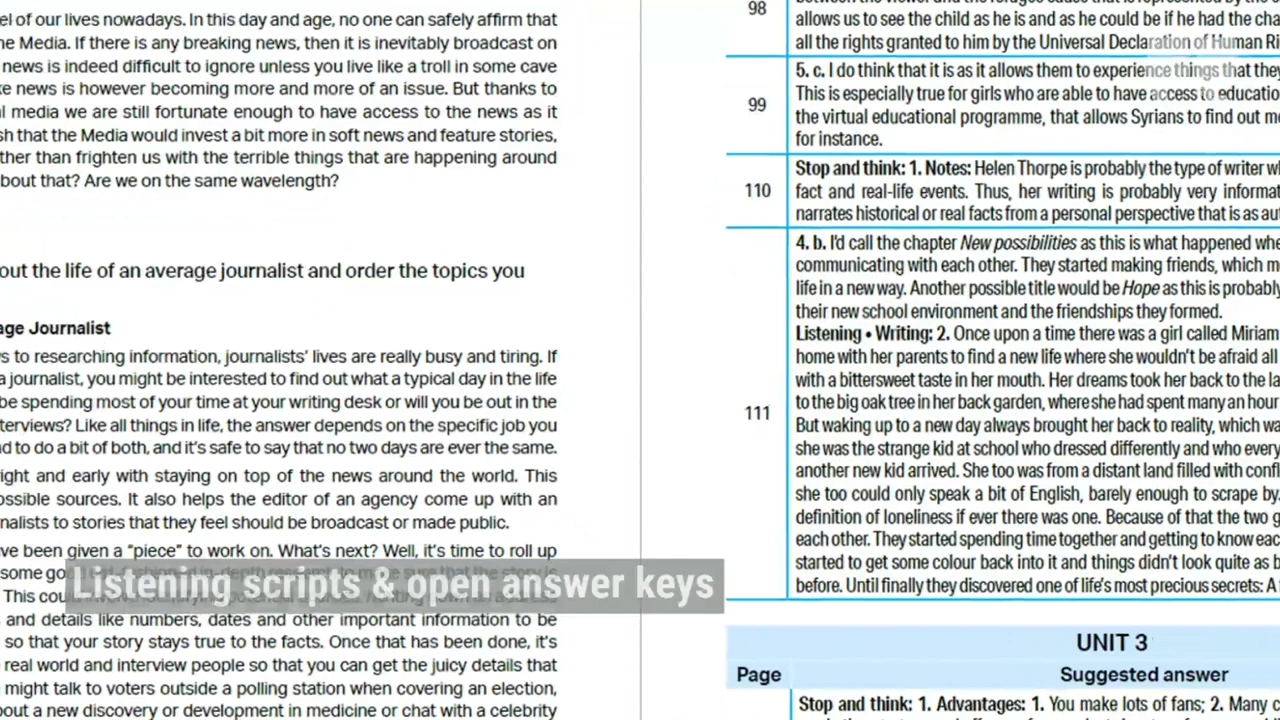 el of our lives nowadays. In this day and age, no one can safely affirm that
ne Media. If there is any breaking news, then it is inevitably broadcast on
news is indeed difficult to ignore unless you live like a troll in some cave
ke news is however becoming more and more of an issue. But thanks to
al media we are still fortunate enough to have access to the news as it
sh that the Media would invest a bit more in soft news and feature stories,
ther than frighten us with the terrible things that are happening around
about that? Are we on the same wavelength?
out the life of an average journalist and order the topics you
age Journalist
ws to researching information, journalists' lives are really busy and tiring. If
a journalist, you might be interested to find out what a typical day in the life
be spending most of your time at your writing desk or will you be out in the
terviews? Like all things in life, the answer depends on the specific job you
nd to do a bit of both, and it's safe to say that no two days are ever the same.
right and early with staying on top of the news around the world. This
ossible sources. It also helps the editor of an agency come up with an
nalists to stories that they feel should be broadcast or made public.
ve been given a "piece" to work on. What's next? Well, it's time to roll up
some
This
and details like numbers, dates and other important information to be
so that your story stays true to the facts. Once that has been done, it's
real world and interview people so that you can get the juicy details that
might talk to voters outside a polling station when covering an election,
bout a new discovery or development in medicine or chat with a celebrity
Listening scripts & open answer keys
98
allows us to see the child as he is and as he could be if he had the cha
all the rights granted to him by the Universal Declaration of Human Ri
99
5. c. I do think that it is as it allows them to experience things that they
This is especially true for girls who are able to have access to educatio
the virtual educational programme, that allows Syrians to find out mo
for instance.
110
Stop and think: 1. Notes: Helen Thorpe is probably the type of writer wh
fact and real-life events. Thus, her writing is probably very informat
narrates historical or real facts from a personal perspective that is as au
111
4. b. I'd call the chapter New possibilities as this is what happened whe
communicating with each other. They started making friends, which m
life in a new way. Another possible title would be Hope as this is probably
their new school environment and the friendships they formed.
Listening • Writing: 2. Once upon a time there was a girl called Miriam
home with her parents to find a new life where she wouldn't be afraid all
with a bittersweet taste in her mouth. Her dreams took her back to the la
to the big oak tree in her back garden, where she had spent many an hour
But waking up to a new day always brought her back to reality, which wa
she was the strange kid at school who dressed differently and who every
another new kid arrived. She too was from a distant land filled with confl
she too could only speak a bit of English, barely enough to scrape by.
definition of loneliness if ever there was one. Because of that the two g
each other. They started spending time together and getting to know eac
started to get some colour back into it and things didn't look quite as b
before. Until finally they discovered one of life's most precious secrets: A
UNIT 3
Page
Suggested answer
Stop and think: 1. Advantages: 1. You make lots of fans; 2. Many c